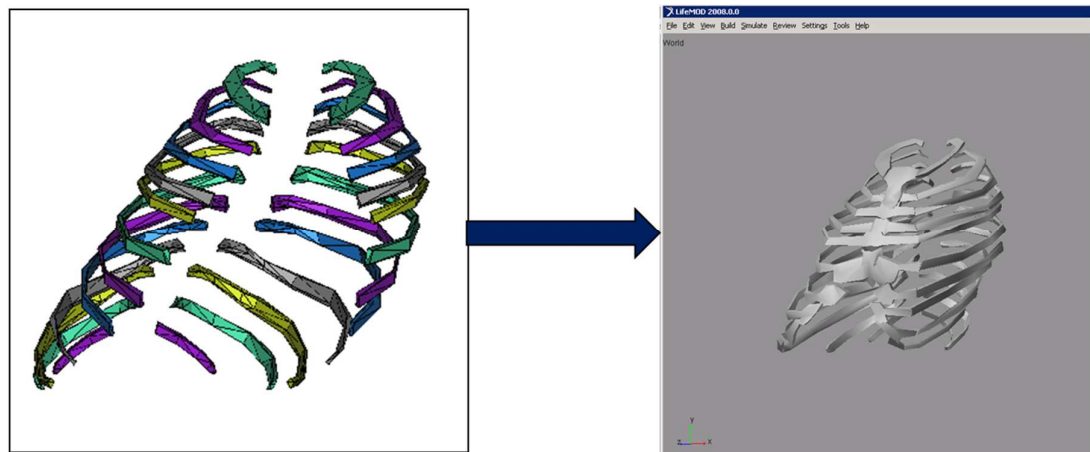 LifeMOD 2008.0.0
File Edit View Build Simulate Review Settings Tools Help
World
Y
Z X